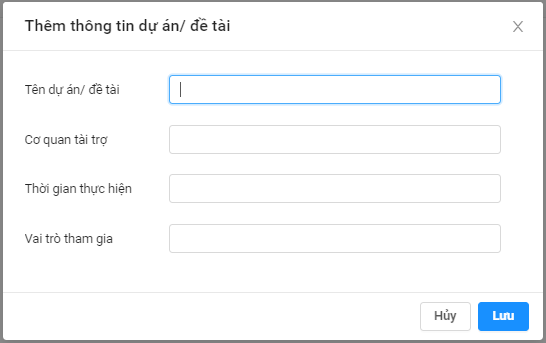 Thêm thông tin dự án/ đề tài
Tên dự án/ đề tài
Cơ quan tài trợ
Thời gian thực hiện
Vai trò tham gia
Hủy
Lưu